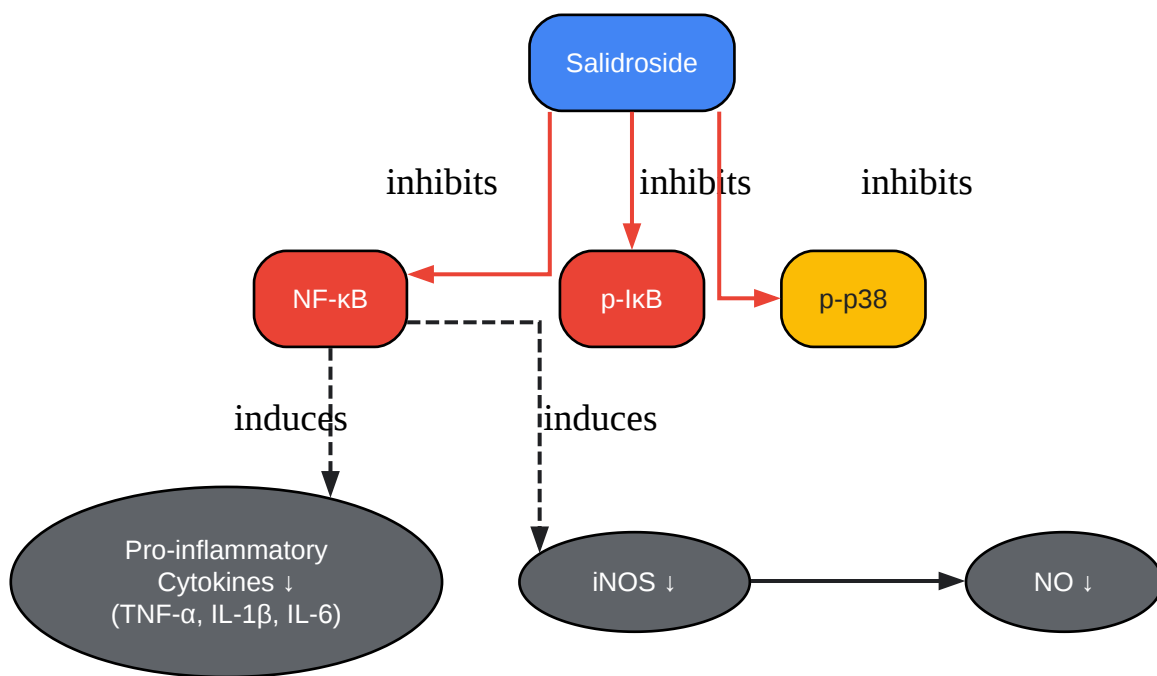 Salidroside
inhibits
inhibits
inhibits
NF-κB
p-IκB
p-p38
induces
induces
Pro-inflammatory
Cytokines ↓
(TNF-α, IL-1β, IL-6)
iNOS ↓
NO ↓